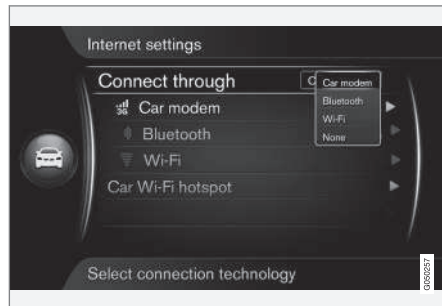 Internet settings
Connect through
Car modem
Bluetooth
Wi-Fi
None
3G Car modem
Bluetooth
Wi-Fi
Car Wi-Fi hotspot
Select connection technology
G050257